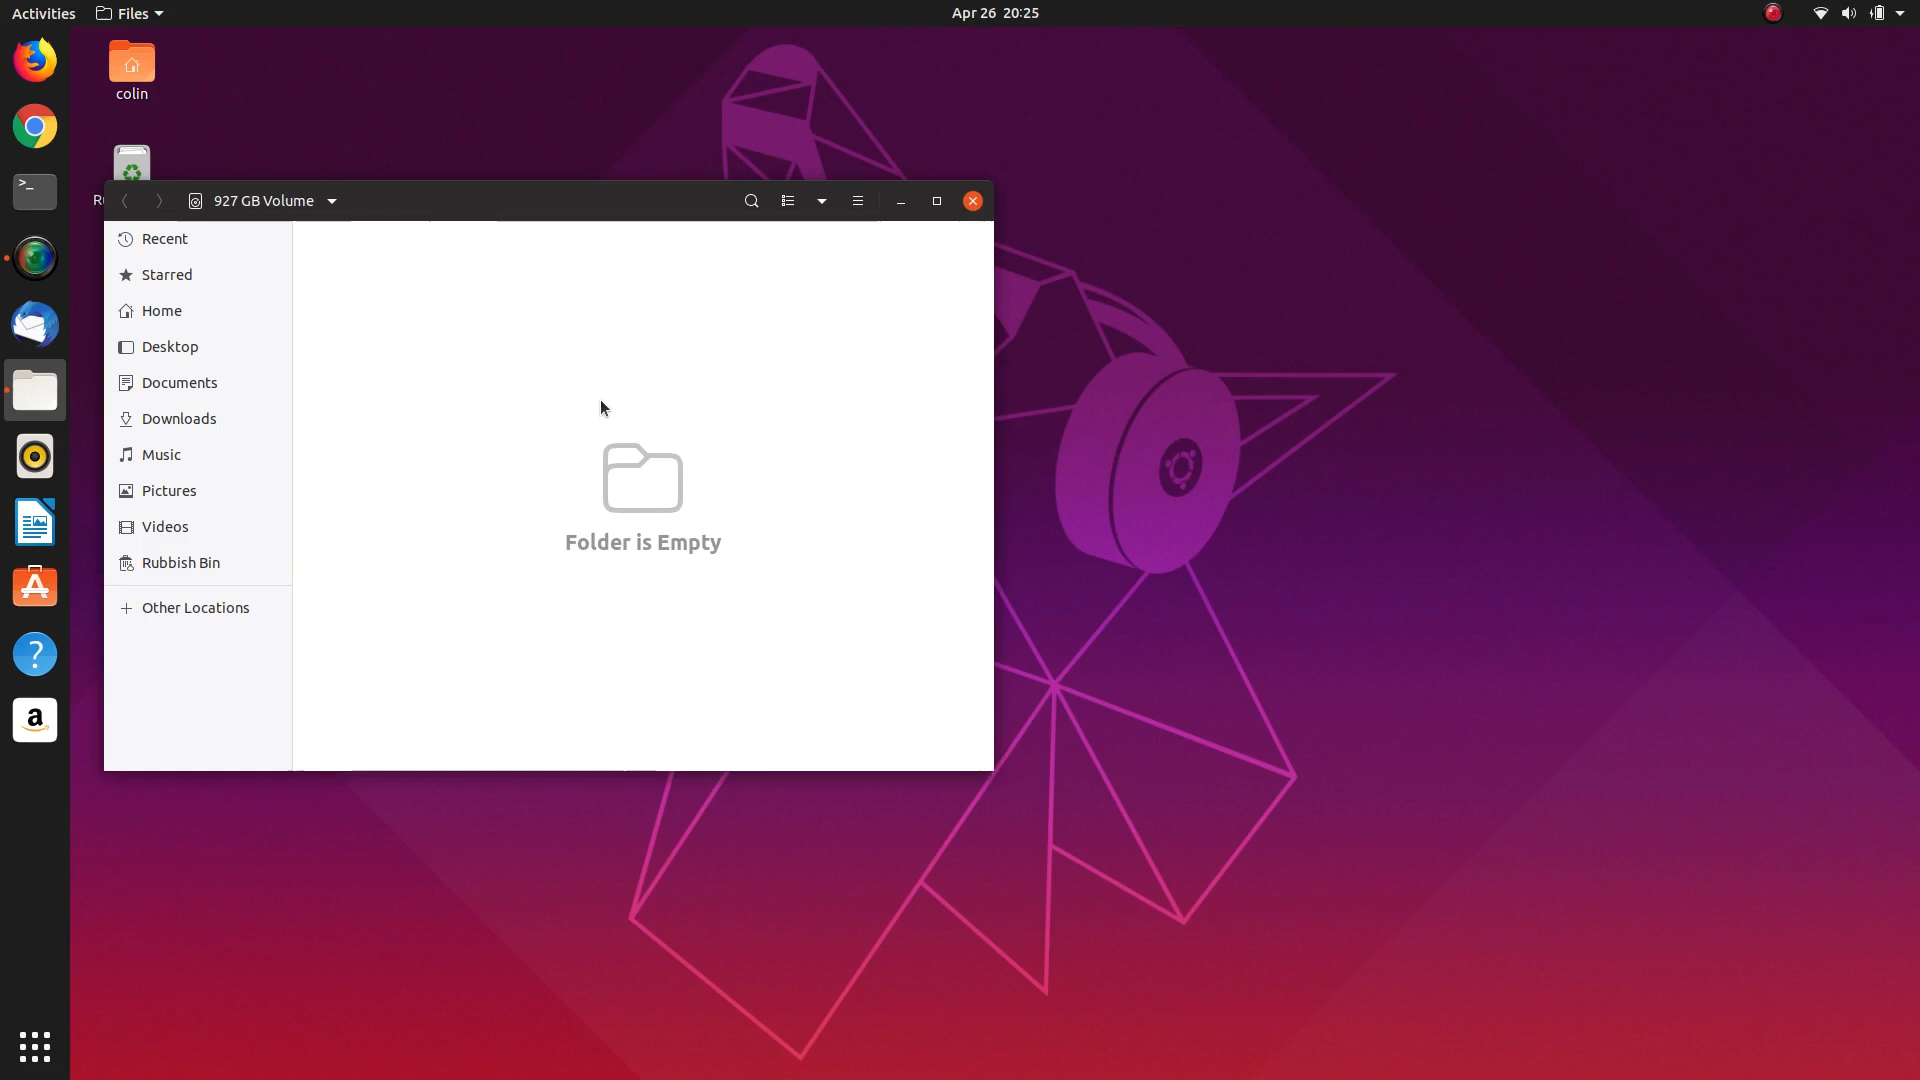 Activities
Files
Apr 26 20:25
colin
927 GB Volume
Recent
Starred
Home
Desktop
Documents
Downloads
Music
Pictures
Videos
Rubbish Bin
Other Locations
Folder is Empty
>_
?
a